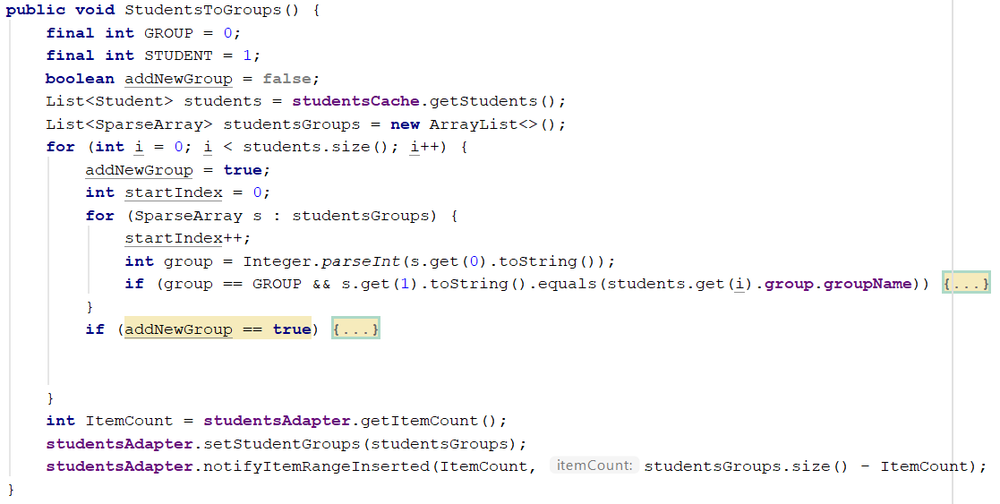 public void StudentsToGroups() {
    final int GROUP = 0;
    final int STUDENT = 1;
    boolean addNewGroup = false;
    List<Student> students = studentsCache.getStudents();
    List<SparseArray> studentsGroups = new ArrayList<>();
    for (int i = 0; i < students.size(); i++) {
        addNewGroup = true;
        int startIndex = 0;
        for (SparseArray s : studentsGroups) {
            startIndex++;
            int group = Integer.parseInt(s.get(0).toString());
            if (group == GROUP && s.get(1).toString().equals(students.get(i).group.groupName)) {...}
        }
        if (addNewGroup == true) {...}
    }
    int ItemCount = studentsAdapter.getItemCount();
    studentsAdapter.setStudentGroups(studentsGroups);
    studentsAdapter.notifyItemRangeInserted(ItemCount, itemCount: studentsGroups.size() - ItemCount);
}